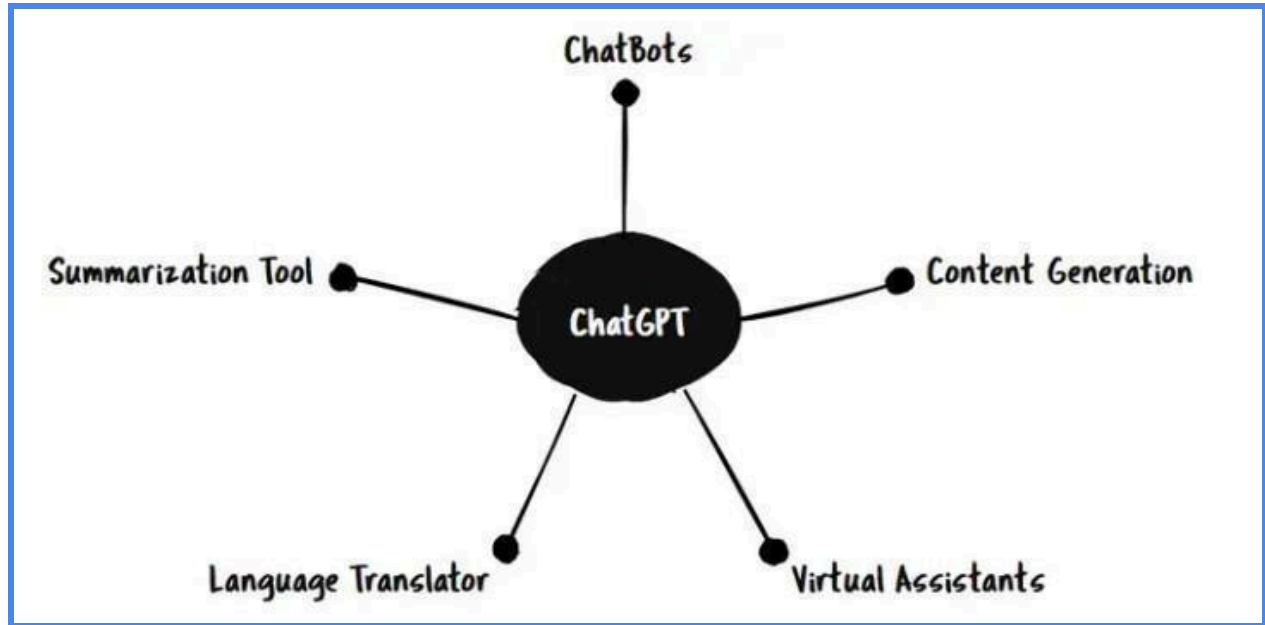 ChatBots
Summarization Tool
Content Generation
ChatGPT
Language Translator
Virtual Assistants